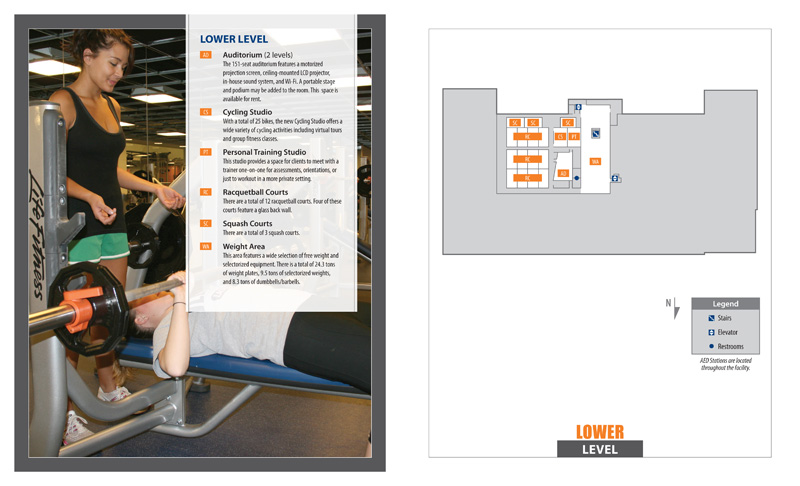 LOWER LEVEL
AU Auditorium (2 levels)
The 151-seat auditorium features a motorized
projection screen, ceiling-mounted LCD projector,
in-house sound system, and Wi-Fi. A portable stage
and podium may be added to the room. This space is
available for rent.
CS Cycling Studio
With a total of 25 bikes, the new Cycling Studio offers a
wide variety of cycling activities including virtual tours
and group fitness classes.
PT Personal Training Studio
This studio provides a space for clients to meet with a
trainer one-on-one for assessments, orientations, or
just to workout in a more private setting.
RC Racquetball Courts
There are a total of 12 racquetball courts. Four of these
courts feature a glass back wall.
SC Squash Courts
There are a total of 3 squash courts.
WA Weight Area
This area features a wide selection of free weight and
selectorized equipment. There is a total of 24.3 tons
of weight plates, 9.5 tons of selectorized weights,
and 8.3 tons of dumbbells/barbells.
Life Fitness
SC SC SC
RC CS PT
RC WA
RC AU
N
Legend
Stairs
Elevator
Restrooms
AED Stations are located
throughout the facility.
LOWER
LEVEL